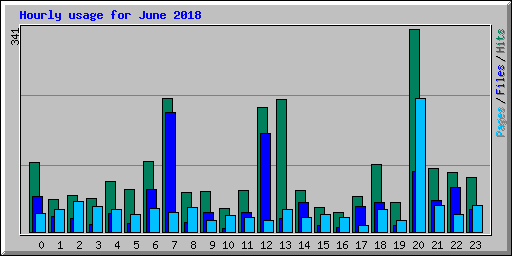 Hourly usage for June 2018
341
Pages / Files / Hits
0 1 2 3 4 5 6 7 8 9 10 11 12 13 14 15 16 17 18 19 20 21 22 23